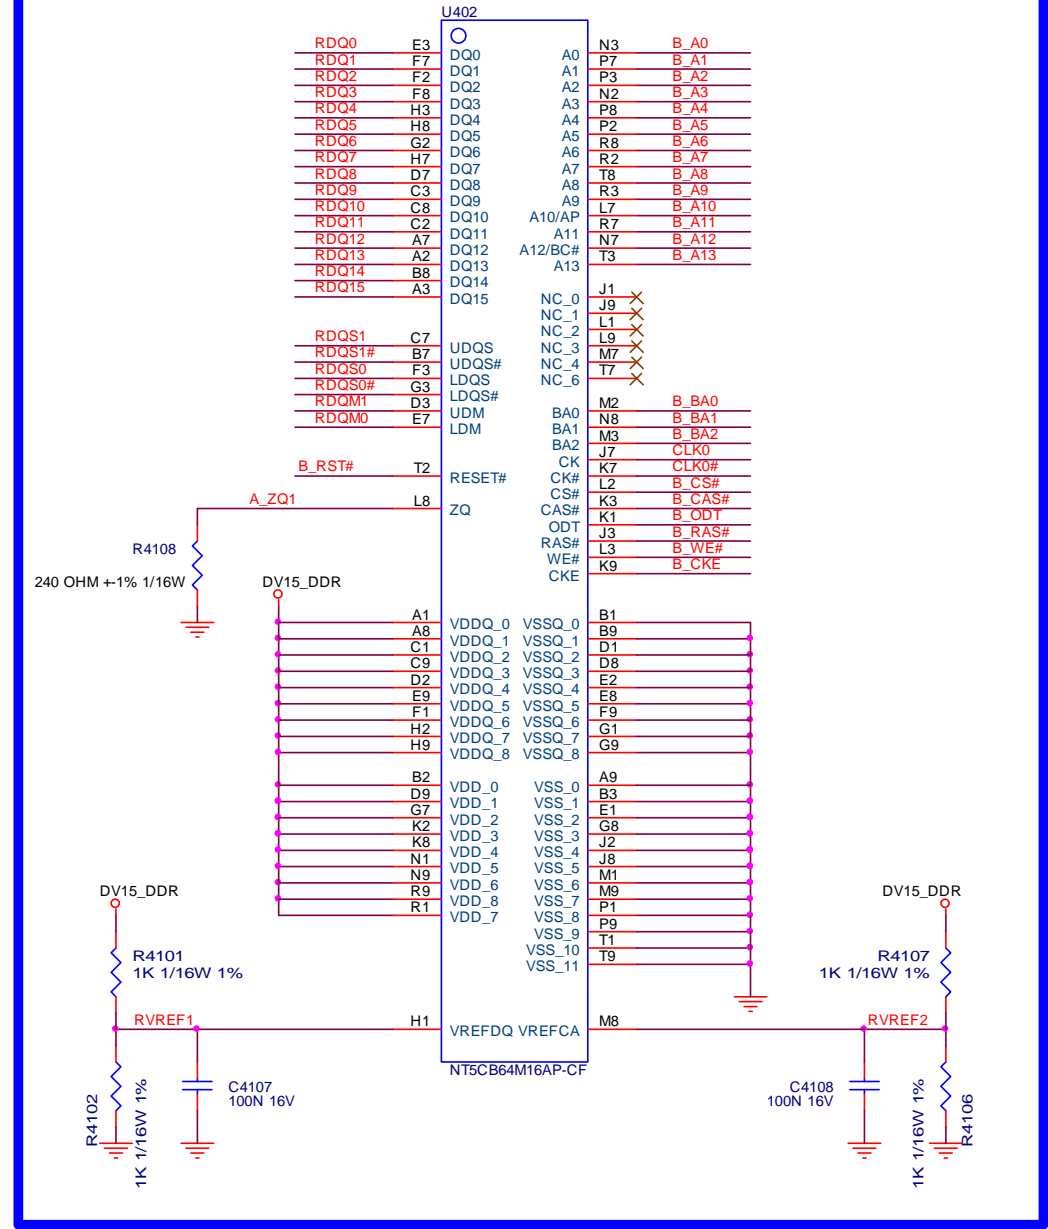 U402
RDQ0 E3 DQ0 A0 N3 B_A0
RDQ1 F7 DQ1 A1 P7 B_A1
RDQ2 F2 DQ2 A2 P3 B_A2
RDQ3 F8 DQ3 A3 N2 B_A3
RDQ4 H3 DQ4 A4 P8 B_A4
RDQ5 H8 DQ5 A5 P2 B_A5
RDQ6 G2 DQ6 A6 R8 B_A6
RDQ7 H7 DQ7 A7 R2 B_A7
RDQ8 D7 DQ8 A8 T8 B_A8
RDQ9 C3 DQ9 A9 R3 B_A9
RDQ10 C8 DQ10 A10/AP L7 B_A10
RDQ11 C2 DQ11 A11 R7 B_A11
RDQ12 A7 DQ12 A12/BC# N7 B_A12
RDQ13 A2 DQ13 A13 T3 B_A13
RDQ14 B8 DQ14
RDQ15 A3 DQ15 NC_0 J1
NC_1 J9
NC_2 L1
RDQS1 C7 UDQS NC_3 L9
RDQS1# B7 UDQS# NC_4 M7
RDQS0 F3 LDQS NC_6 T7
RDQS0# G3 LDQS#
RDQM1 D3 UDM BA0 M2 B_BA0
RDQM0 E7 LDM BA1 N8 B_BA1
BA2 M3 B_BA2
CK J7 CLK0
B_RST# T2 RESET# CK# K7 CLK0#
CS# L2 B_CS#
A_ZQ1 L8 ZQ CAS# K3 B_CAS#
ODT K1 B_ODT
RAS# J3 B_RAS#
WE# L3 B_WE#
CKE K9 B_CKE
R4108
240 OHM +-1% 1/16W
DV15_DDR
A1 VDDQ_0 VSSQ_0 B1
A8 VDDQ_1 VSSQ_1 B9
C1 VDDQ_2 VSSQ_2 D1
C9 VDDQ_3 VSSQ_3 D8
D2 VDDQ_4 VSSQ_4 E2
E9 VDDQ_5 VSSQ_5 E8
F1 VDDQ_6 VSSQ_6 F9
H2 VDDQ_7 VSSQ_7 G1
H9 VDDQ_8 VSSQ_8 G9
B2 VDD_0 VSS_0 A9
D9 VDD_1 VSS_1 B3
G7 VDD_2 VSS_2 E1
K2 VDD_3 VSS_3 G8
K8 VDD_4 VSS_4 J2
N1 VDD_5 VSS_5 J8
N9 VDD_6 VSS_6 M1
R9 VDD_8 VSS_7 M9
R1 VDD_7 VSS_8 P1
VSS_9 P9
VSS_10 T1
VSS_11 T9
DV15_DDR
R4101
1K 1/16W 1%
DV15_DDR
R4107
1K 1/16W 1%
RVREF1 H1 VREFDQ VREFCA M8 RVREF2
NT5CB64M16AP-CF
R4102
1K 1/16W 1%
C4107
100N 16V
C4108
100N 16V
1K 1/16W 1%
R4106